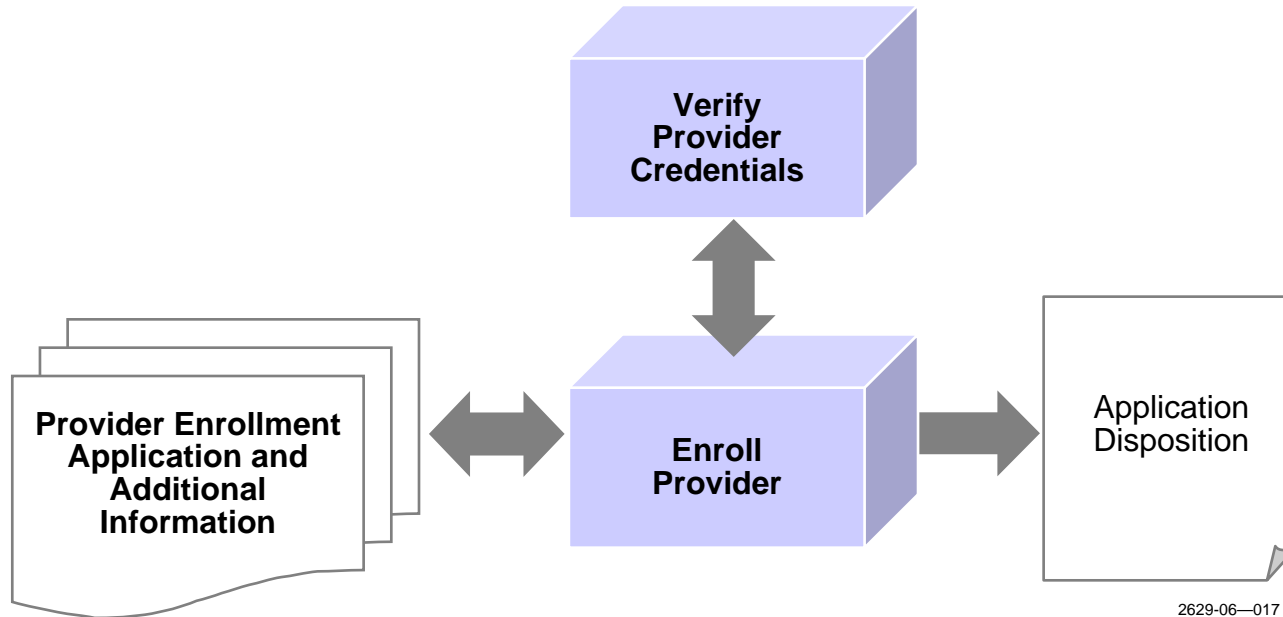 Verify
Provider
Credentials
Provider Enrollment
Application and
Additional
Information
Enroll
Provider
Application
Disposition
2629-06—017